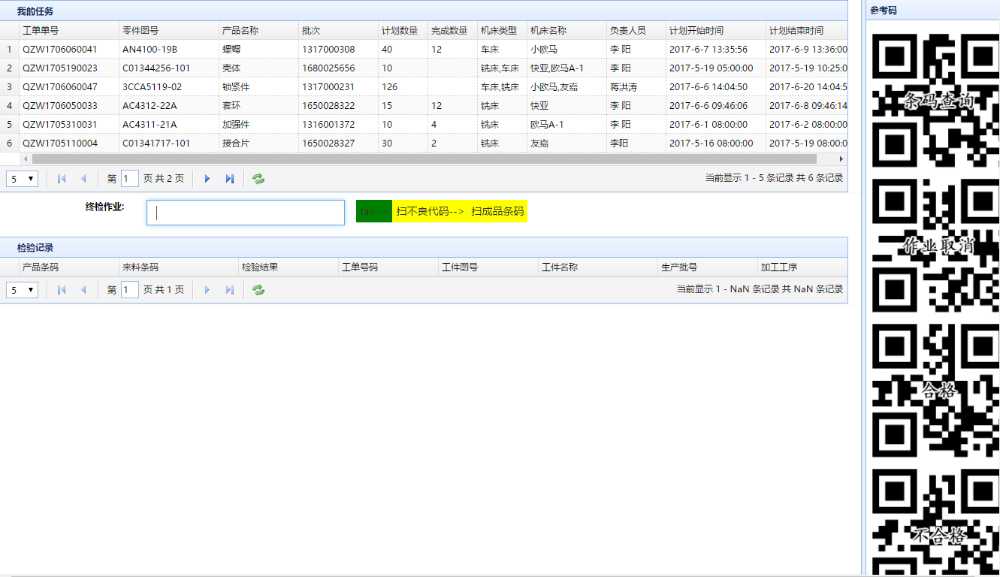 我的任务
工单单号 零件图号 产品名称 批次 计划数量 完成数量 机床类型 机床名称 负责人员 计划开始时间 计划结束时间
1 QZW1706060041 AN4100-19B 螺帽 1317000308 40 12 车床 小欧马 李 阳 2017-6-7 13:35:56 2017-6-9 13:36:00
2 QZW1705190023 C01344256-101 壳体 1680025656 10 铣床,车床 快亚,欧马A-1 李 阳 2017-5-19 05:00:00 2017-5-19 10:25:0
3 QZW1706060047 3CCA5119-02 锁紧件 1317000231 126 车床,铣床 小欧马,友嘉 蒋洪涛 2017-6-6 14:04:50 2017-6-20 14:04:5
4 QZW1706050033 AC4312-22A 套环 1650028322 15 12 铣床 快亚 李 阳 2017-6-6 09:46:06 2017-6-8 09:46:14
5 QZW1705310031 AC4311-21A 加强件 1316001372 10 4 铣床 欧马A-1 李 阳 2017-6-1 08:00:00 2017-6-2 08:00:00
6 QZW1705110004 C01341717-101 接合片 1650028327 30 2 铣床 友嘉 李阳 2017-5-16 08:00:00 2017-5-19 08:00:0
5 第 1 页 共 2 页 当前显示 1 - 5 条记录 共 6 条记录
终检作业: fail--> 扫不良代码--> 扫成品条码
检验记录
产品条码 来料条码 检验结果 工单号码 工件图号 工件名称 生产批号 加工工序
5 第 1 页 共 1 页 当前显示 1 - NaN 条记录 共 NaN 条记录
参考码
条码查询
作业取消
合格
不合格